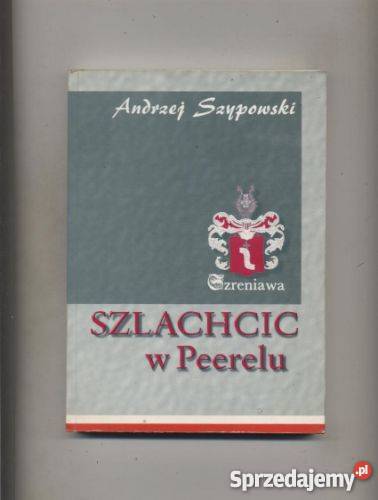 Andrzej Szypowski
Szreniawa
SZLACHCIC
w Peerelu
Sprzedajemy.pl